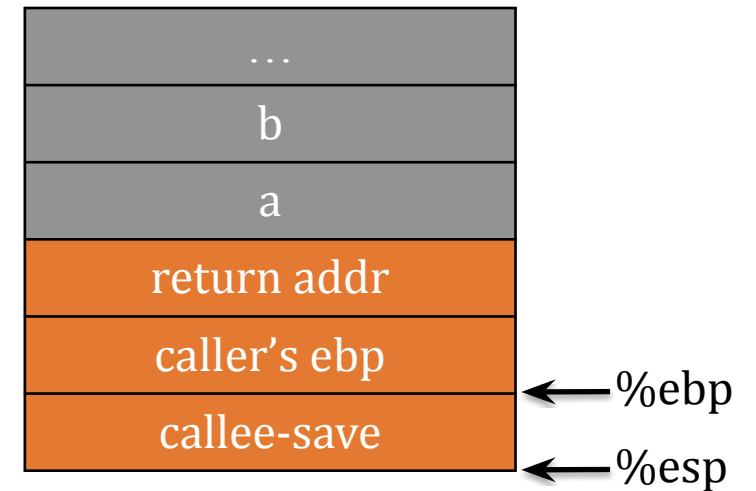 ...
b
a
return addr
caller’s ebp
%ebp
callee-save
%esp